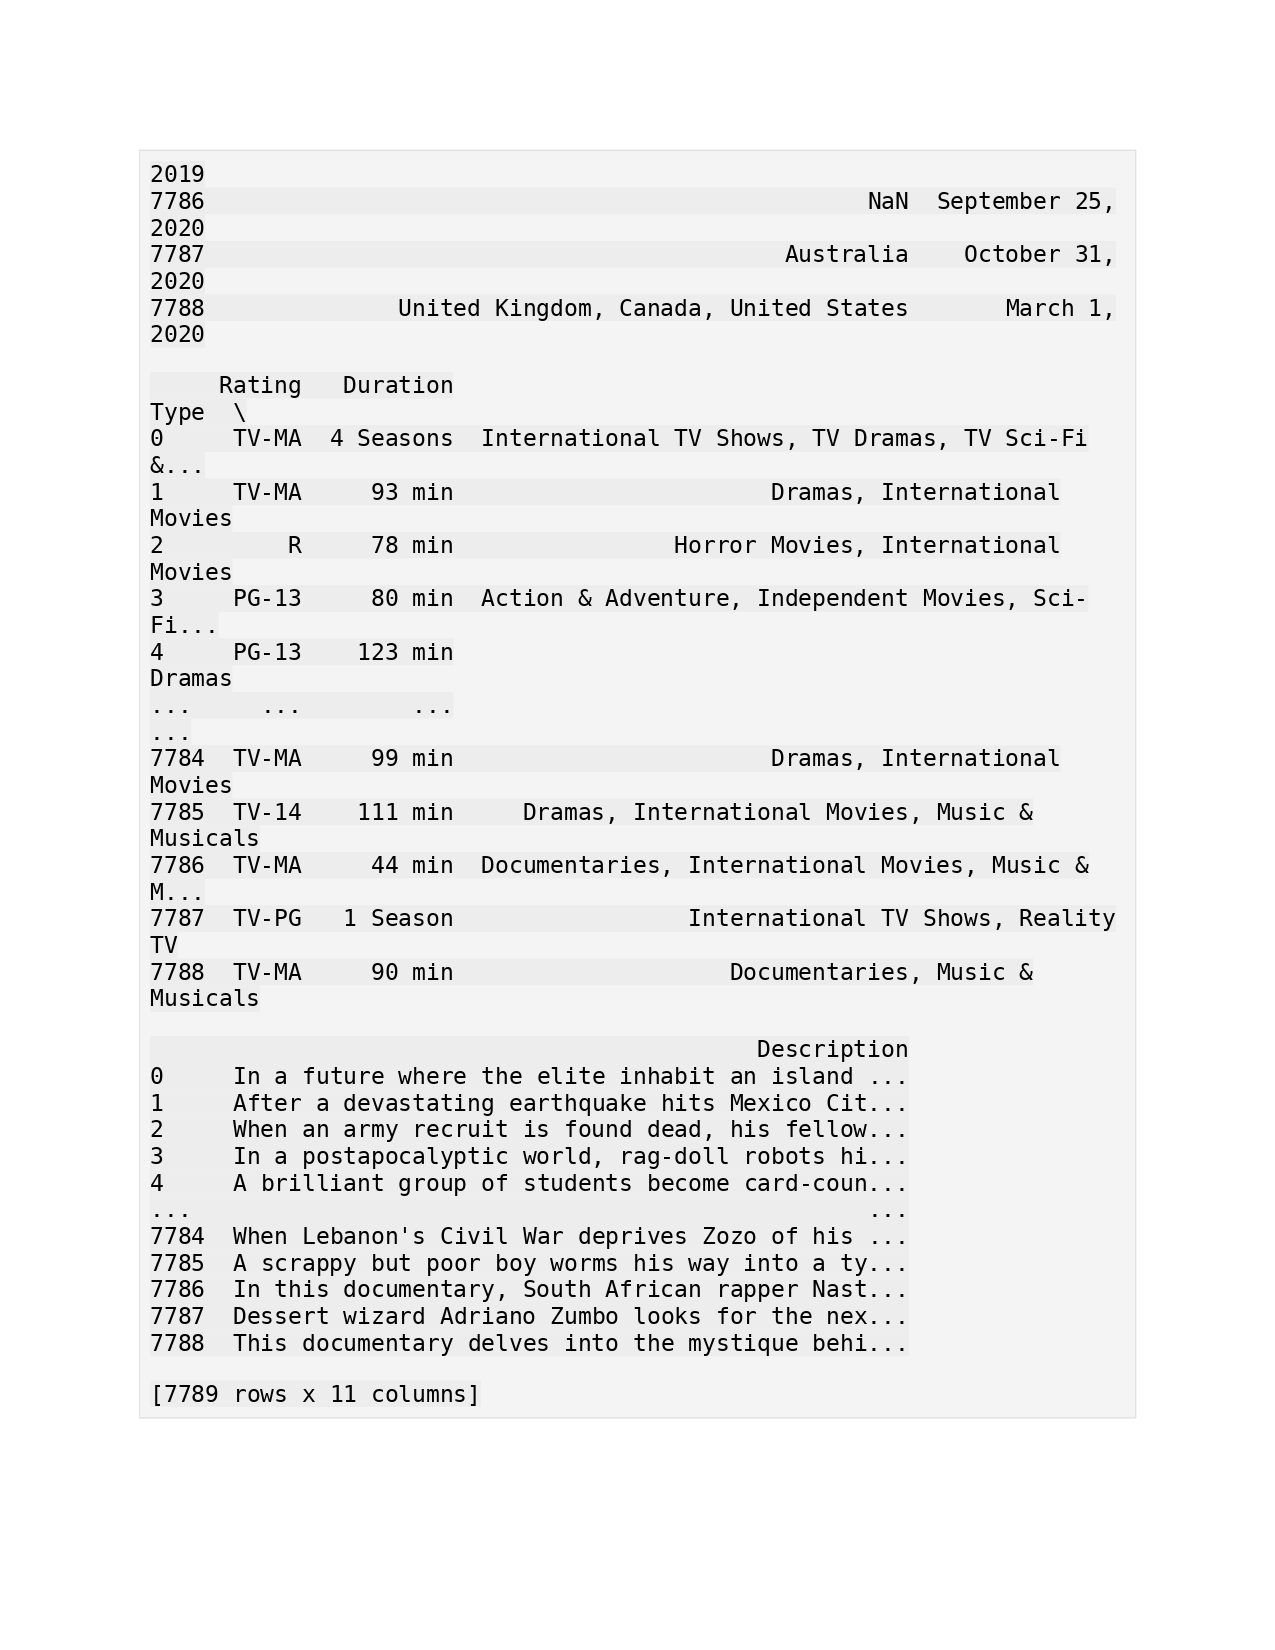 2019
7786                                                NaN  September 25,
2020
7787                                          Australia    October 31,
2020
7788              United Kingdom, Canada, United States       March 1,
2020
     Rating   Duration
Type  \
0     TV-MA  4 Seasons  International TV Shows, TV Dramas, TV Sci-Fi
&...
1     TV-MA     93 min                       Dramas, International
Movies
2         R     78 min                Horror Movies, International
Movies
3     PG-13     80 min  Action & Adventure, Independent Movies, Sci-
Fi...
4     PG-13    123 min
Dramas
...     ...        ...
...
7784  TV-MA     99 min                       Dramas, International
Movies
7785  TV-14    111 min     Dramas, International Movies, Music &
Musicals
7786  TV-MA     44 min  Documentaries, International Movies, Music &
M...
7787  TV-PG   1 Season                 International TV Shows, Reality
TV
7788  TV-MA     90 min                    Documentaries, Music &
Musicals
                                            Description
0     In a future where the elite inhabit an island ...
1     After a devastating earthquake hits Mexico Cit...
2     When an army recruit is found dead, his fellow...
3     In a postapocalyptic world, rag-doll robots hi...
4     A brilliant group of students become card-coun...
...                                                 ...
7784  When Lebanon's Civil War deprives Zozo of his ...
7785  A scrappy but poor boy worms his way into a ty...
7786  In this documentary, South African rapper Nast...
7787  Dessert wizard Adriano Zumbo looks for the nex...
7788  This documentary delves into the mystique behi...
[7789 rows x 11 columns]